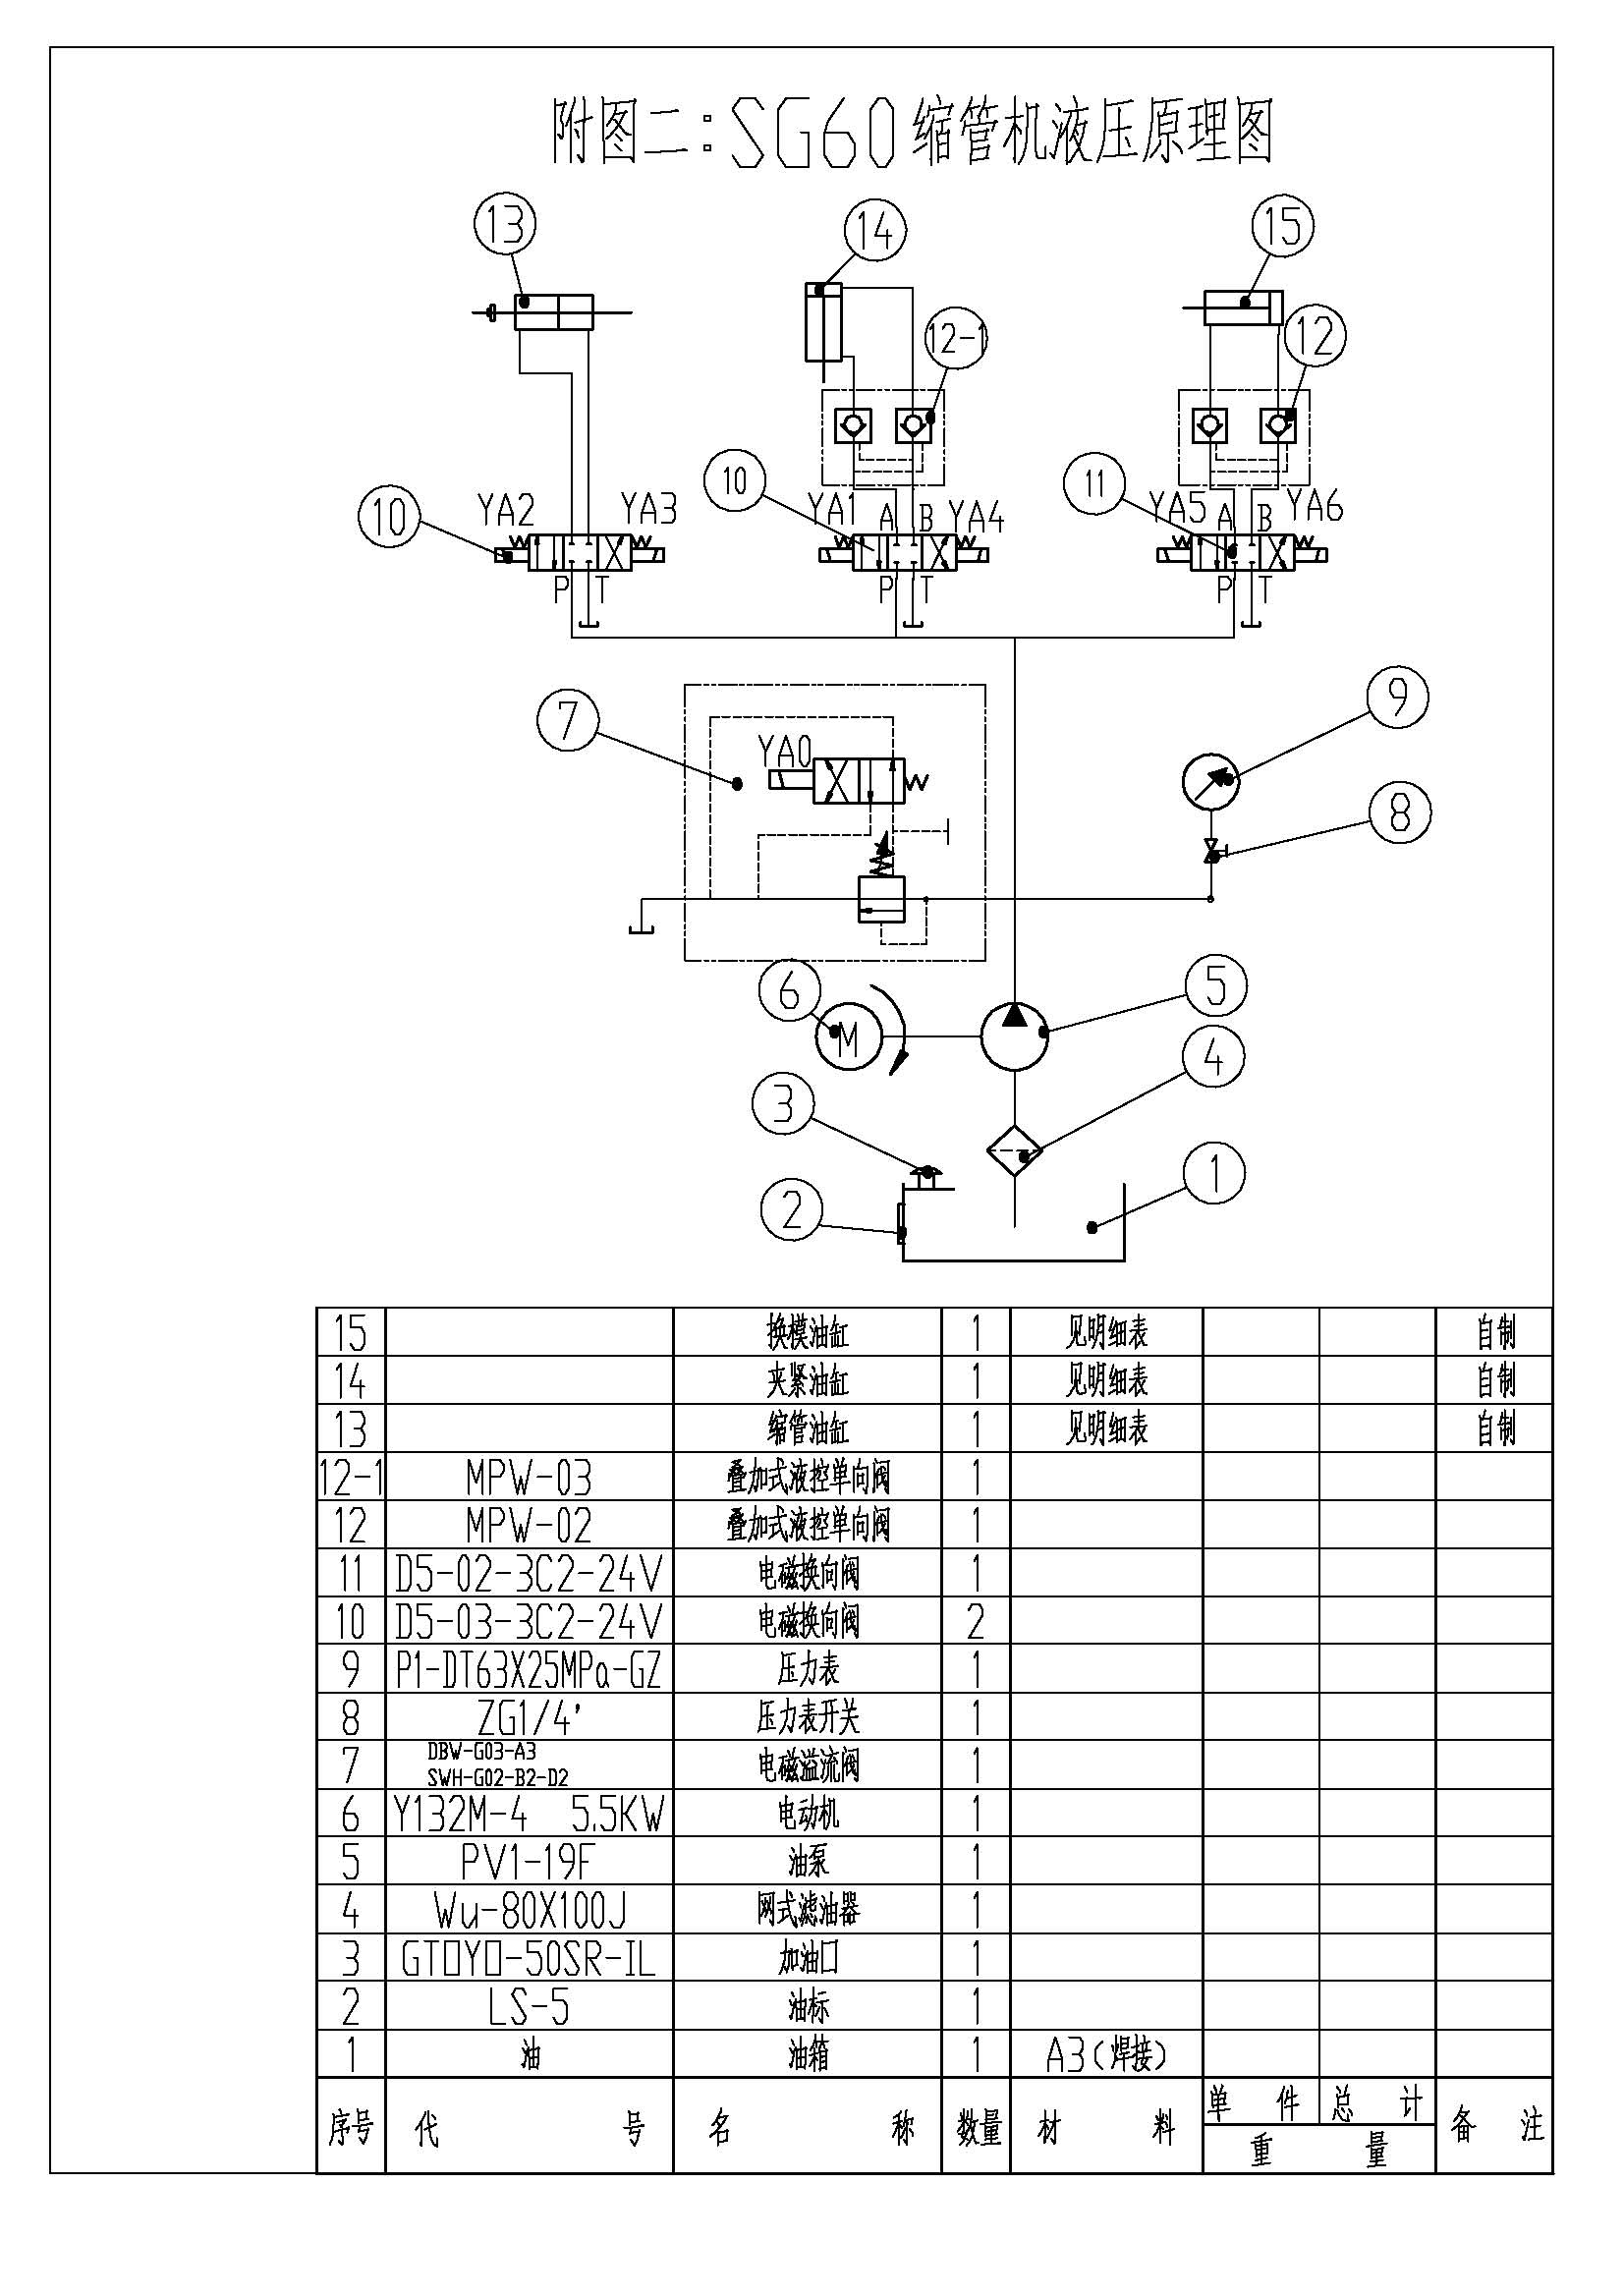 附图二:SG60缩管机液压原理图
13
14
15
12-1
12
10
YA2
YA3
10
YA1
A
B
YA4
11
YA5
A
B
YA6
P
T
P
T
P
T
7
YA0
9
8
6
M
5
4
3
2
1
15 换模油缸 1 见明细表 自制
14 夹紧油缸 1 见明细表 自制
13 缩管油缸 1 见明细表 自制
12-1 MPW-03 叠加式液控单向阀 1
12 MPW-02 叠加式液控单向阀 1
11 D5-02-3C2-24V 电磁换向阀 1
10 D5-03-3C2-24V 电磁换向阀 2
9 P1-DT63X25MPa-GZ 压力表 1
8 ZG1/4' 压力表开关 1
7 DBW-G03-A3 电磁溢流阀 1
SWH-G02-B2-D2
6 Y132M-4 5.5KW 电动机 1
5 PV1-19F 油泵 1
4 Wu-80X100J 网式滤油器 1
3 GTOYO-50SR-IL 加油口 1
2 LS-5 油标 1
1 油 油箱 1 A3(焊接)
序号 代号 名称 数量 材料 单件 总计 备注
重量